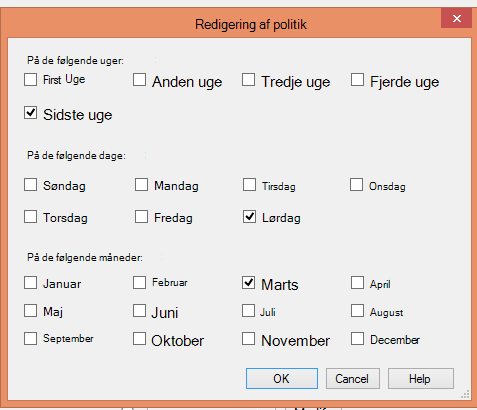 Redigering af politik
På de følgende uger:
First Uge Anden uge Tredje uge Fjerde uge
Sidste uge
På de følgende dage:
Søndag Mandag Tirsdag Onsdag
Torsdag Fredag Lørdag
På de følgende måneder:
Januar Februar Marts April
Maj Juni Juli August
September Oktober November December
OK Cancel Help